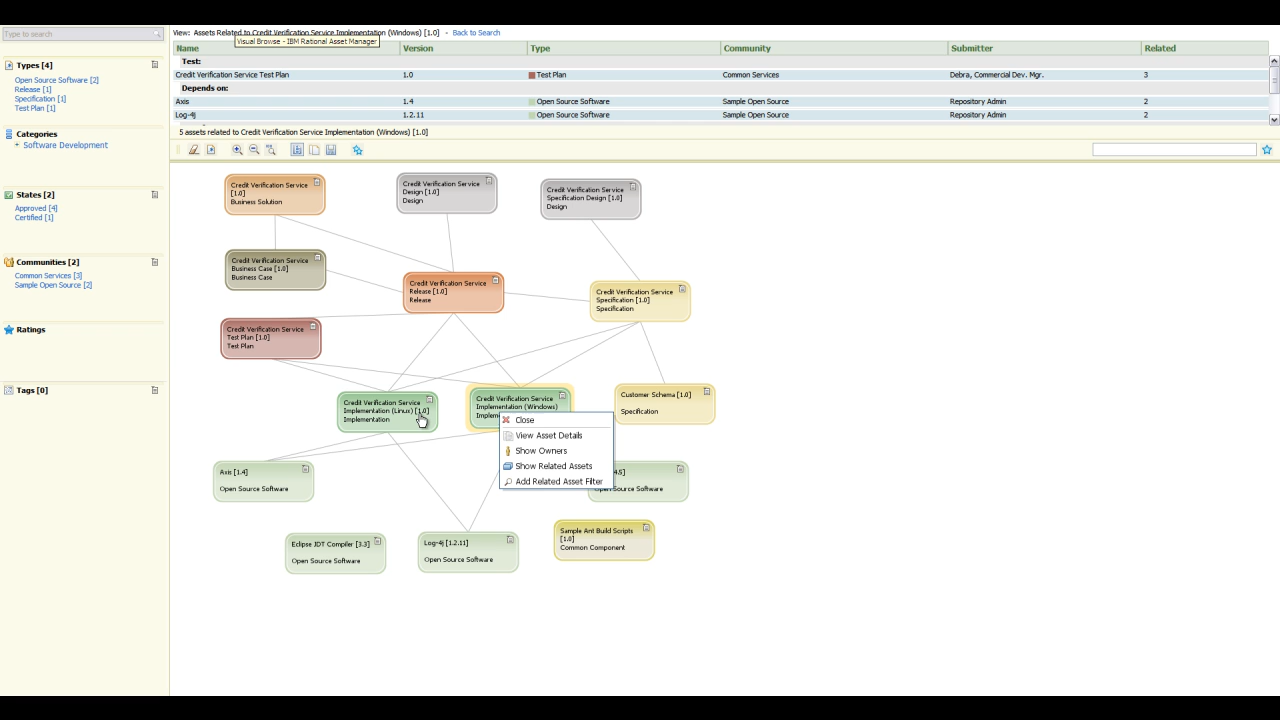 Type to search
Types [4]
Open Source Software [2]
Release [1]
Specification [1]
Test Plan [1]
Categories
+ Software Development
States [2]
Approved [4]
Certified [1]
Communities [2]
Common Services [3]
Sample Open Source [2]
Ratings
Tags [0]
View: Assets Related to Credit Verification Service Implementation (Windows) [1.0] - Back to Search
Visual Browse - IBM Rational Asset Manager
Name Version Type Community Submitter Related
Test:
Credit Verification Service Test Plan 1.0 Test Plan Common Services Debra, Commercial Dev. Mgr. 3
Depends on:
Axis 1.4 Open Source Software Sample Open Source Repository Admin 2
Log-4j 1.2.11 Open Source Software Sample Open Source Repository Admin 2
5 assets related to Credit Verification Service Implementation (Windows) [1.0]
Credit Verification Service
[1.0]
Business Solution
Credit Verification Service
Design [1.0]
Design
Credit Verification Service
Specification Design [1.0]
Design
Credit Verification Service
Business Case [1.0]
Business Case
Credit Verification Service
Release [1.0]
Release
Credit Verification Service
Specification [1.0]
Specification
Credit Verification Service
Test Plan [1.0]
Test Plan
Credit Verification Service
Implementation (Linux) [1.0]
Implementation
Credit Verification Service
Implementation (Windows)
Customer Schema [1.0]
Specification
Close
View Asset Details
Show Owners
Show Related Assets
Add Related Asset Filter
Axis [1.4]
Open Source Software
Source Software
Eclipse JDT Compiler [3.3]
Open Source Software
Log-4j [1.2.11]
Open Source Software
Sample Ant Build Scripts
[1.0]
Common Component